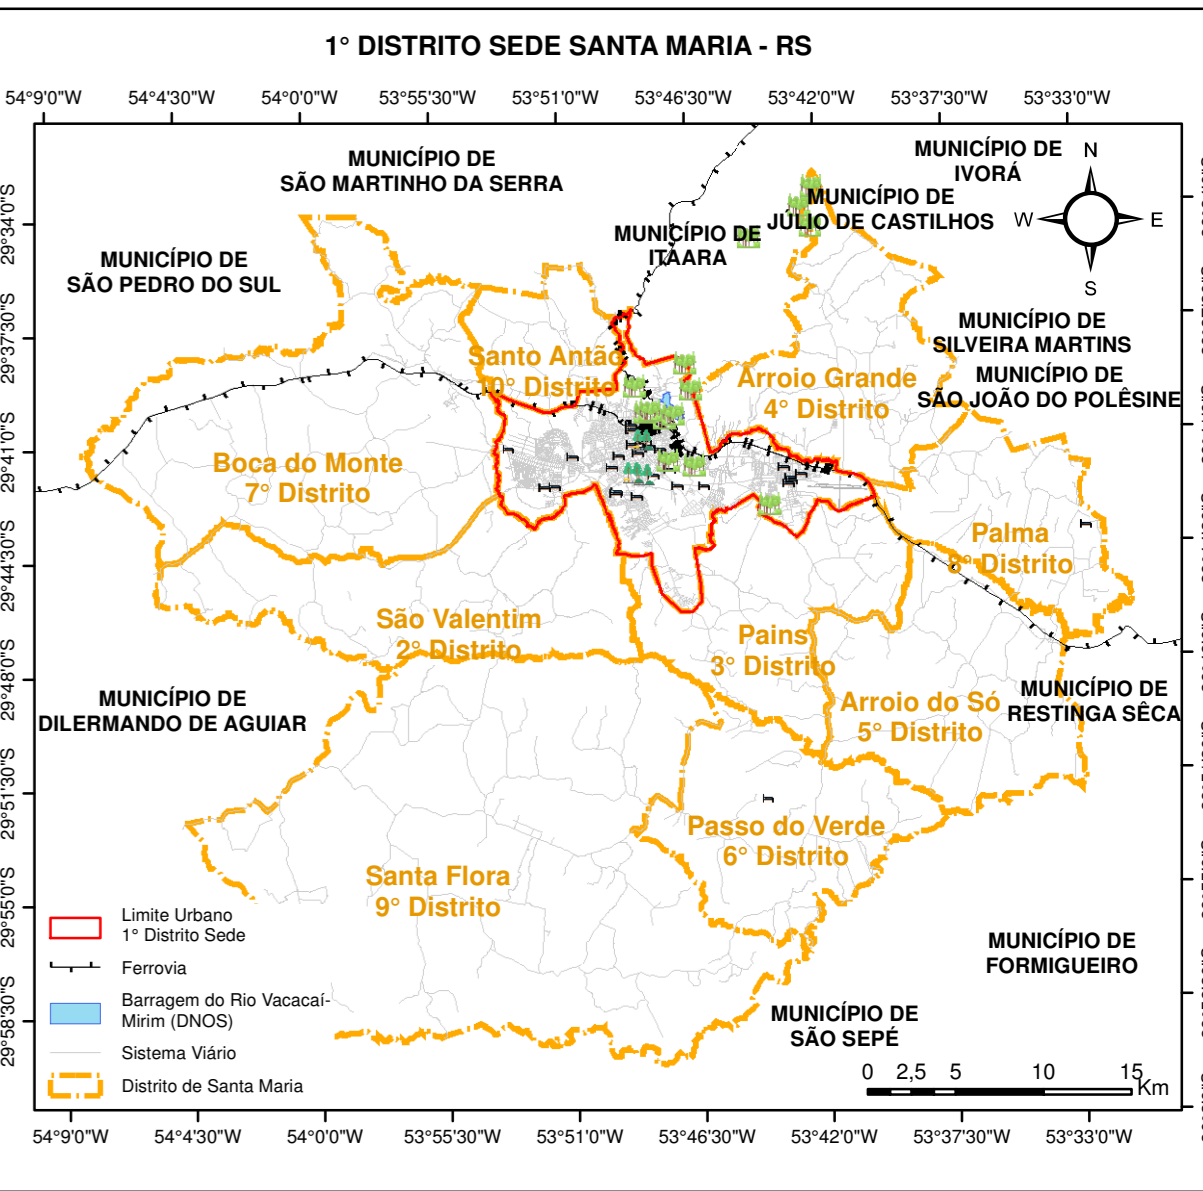 1° DISTRITO SEDE SANTA MARIA - RS
54°9'0"W 54°4'30"W 54°0'0"W 53°55'30"W 53°51'0"W 53°46'30"W 53°42'0"W 53°37'30"W 53°33'0"W
MUNICÍPIO DE
SÃO MARTINHO DA SERRA
MUNICÍPIO DE
IVORÁ
N
W
E
S
MUNICÍPIO DE
JÚLIO DE CASTILHOS
MUNICÍPIO DE
ITAARA
MUNICÍPIO DE
SÃO PEDRO DO SUL
MUNICÍPIO DE
SILVEIRA MARTINS
MUNICÍPIO DE
SÃO JOÃO DO POLÊSINE
29°34'0"S
29°37'30"S
29°41'0"S
29°44'30"S
29°48'0"S
29°51'30"S
29°55'0"S
29°58'30"S
Santo Antão
10° Distrito
Arroio Grande
4° Distrito
Boca do Monte
7° Distrito
Palma
8° Distrito
São Valentim
2° Distrito
Pains
3° Distrito
Arroio do Só
5° Distrito
MUNICÍPIO DE
RESTINGA SÊCA
MUNICÍPIO DE
DILERMANDO DE AGUIAR
Passo do Verde
6° Distrito
Santa Flora
9° Distrito
MUNICÍPIO DE
FORMIGUEIRO
MUNICÍPIO DE
SÃO SEPÉ
Limite Urbano
1° Distrito Sede
Ferrovia
Barragem do Rio Vacacaí-
Mirim (DNOS)
Sistema Viário
Distrito de Santa Maria
0 2,5 5 10 15
Km
54°9'0"W 54°4'30"W 54°0'0"W 53°55'30"W 53°51'0"W 53°46'30"W 53°42'0"W 53°37'30"W 53°33'0"W